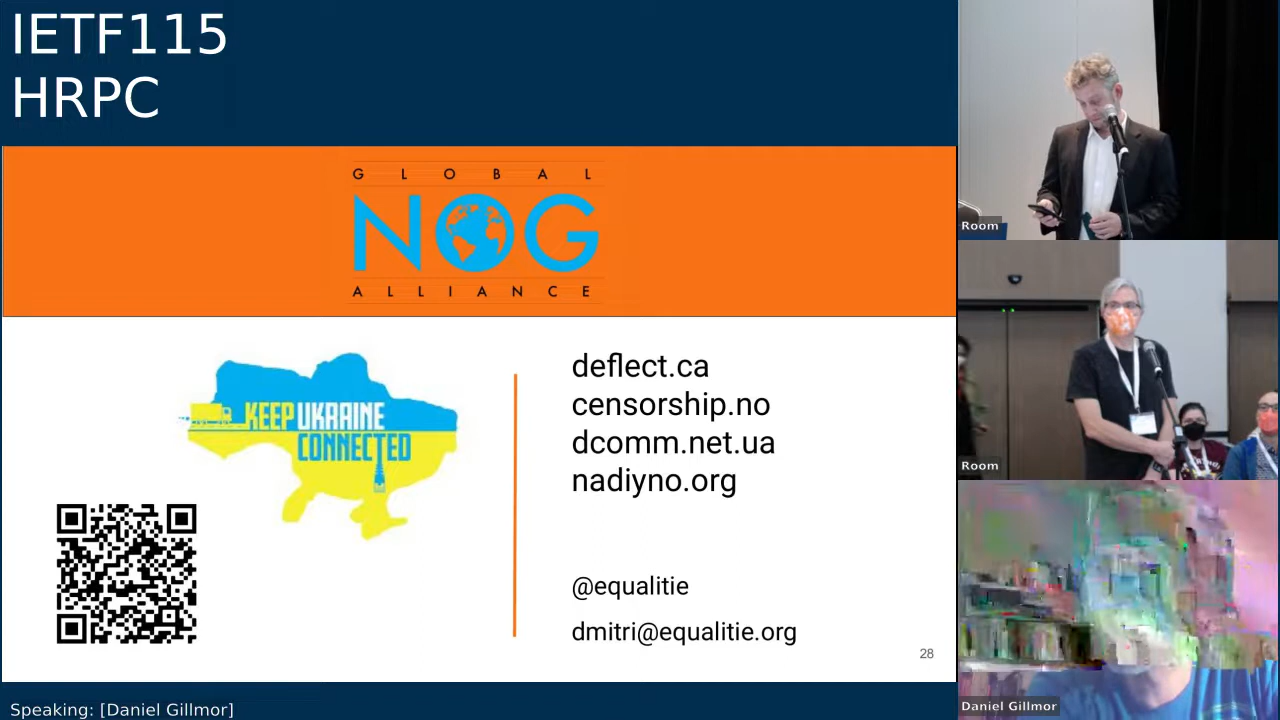 IETF115
HRPC
GLOBAL
NOG
ALLIANCE
KEEP UKRAINE
CONNECTED
deflect.ca
censorship.no
dcomm.net.ua
nadiyno.org
@equalitie
dmitri@equalitie.org
28
Room
Room
Daniel Gillmor
Speaking: [Daniel Gillmor]